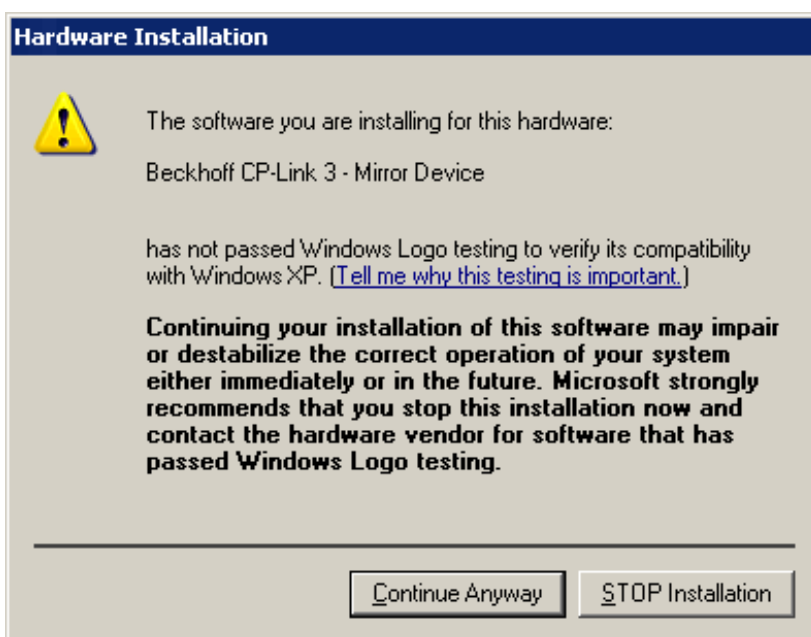 Hardware Installation
The software you are installing for this hardware:
Beckhoff CP-Link 3 - Mirror Device
has not passed Windows Logo testing to verify its compatibility
with Windows XP. (Tell me why this testing is important.)
Continuing your installation of this software may impair
or destabilize the correct operation of your system
either immediately or in the future. Microsoft strongly
recommends that you stop this installation now and
contact the hardware vendor for software that has
passed Windows Logo testing.
Continue Anyway
STOP Installation